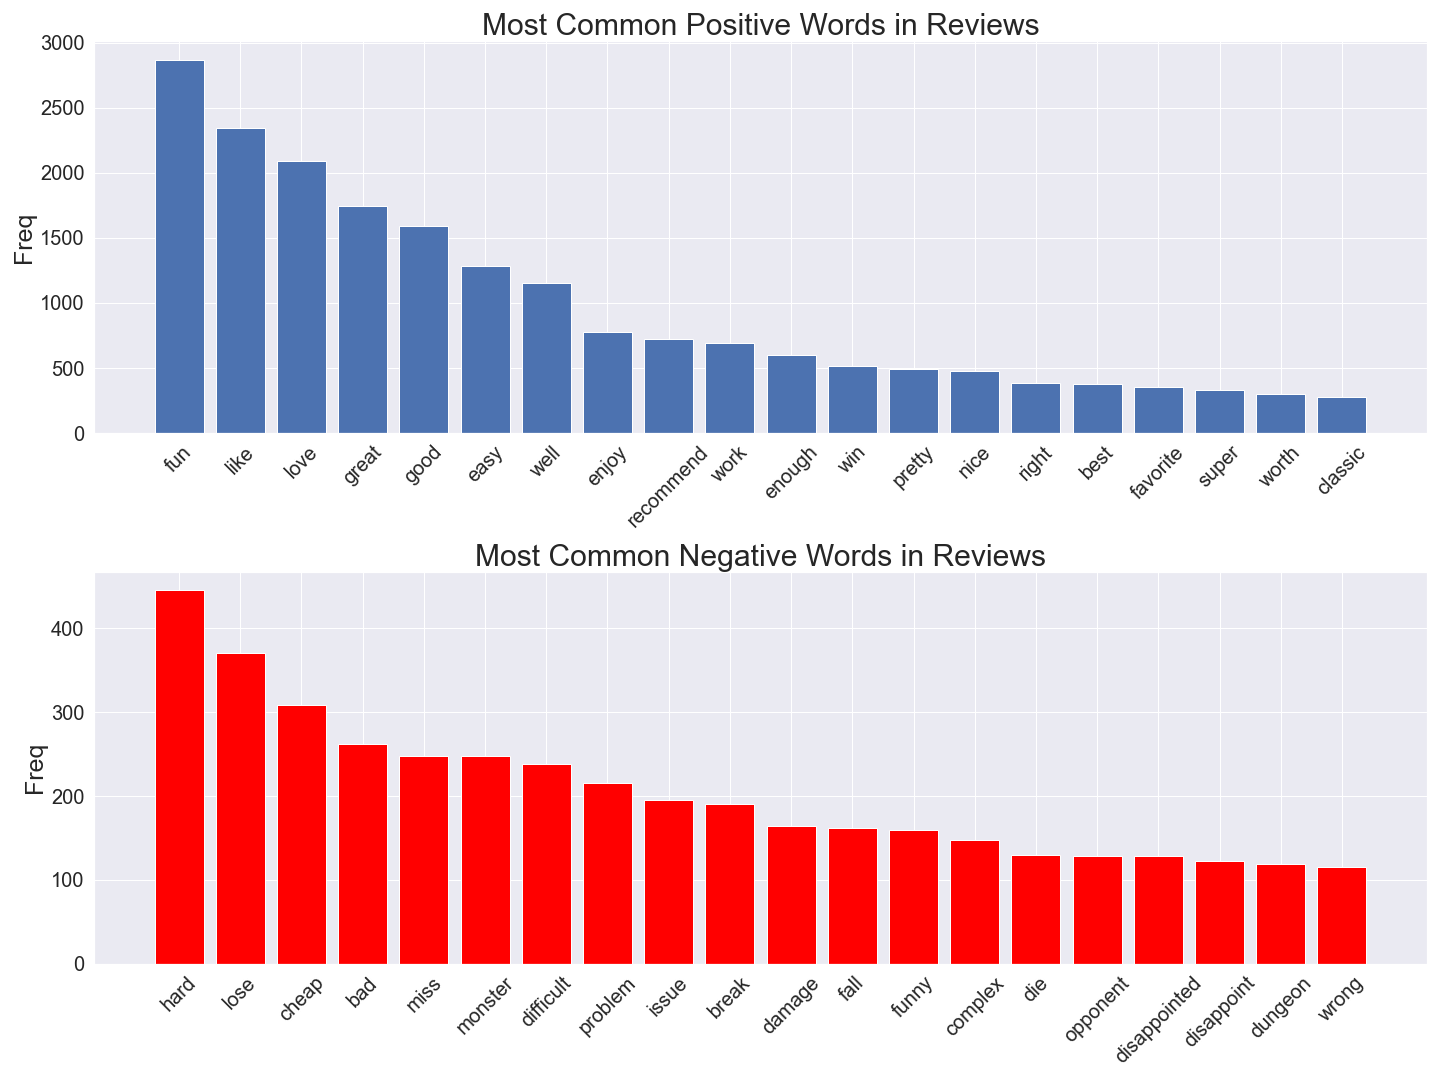 Most Common Positive Words in Reviews
3000
2500
2000
1500
1000
500
0
Freq
fun like love great good easy well enjoy recommend work enough win pretty nice right best favorite super worth classic
Most Common Negative Words in Reviews
400
300
200
100
0
Freq
hard lose cheap bad miss monster difficult problem issue break damage fall funny complex die opponent disappointed disappoint dungeon wrong